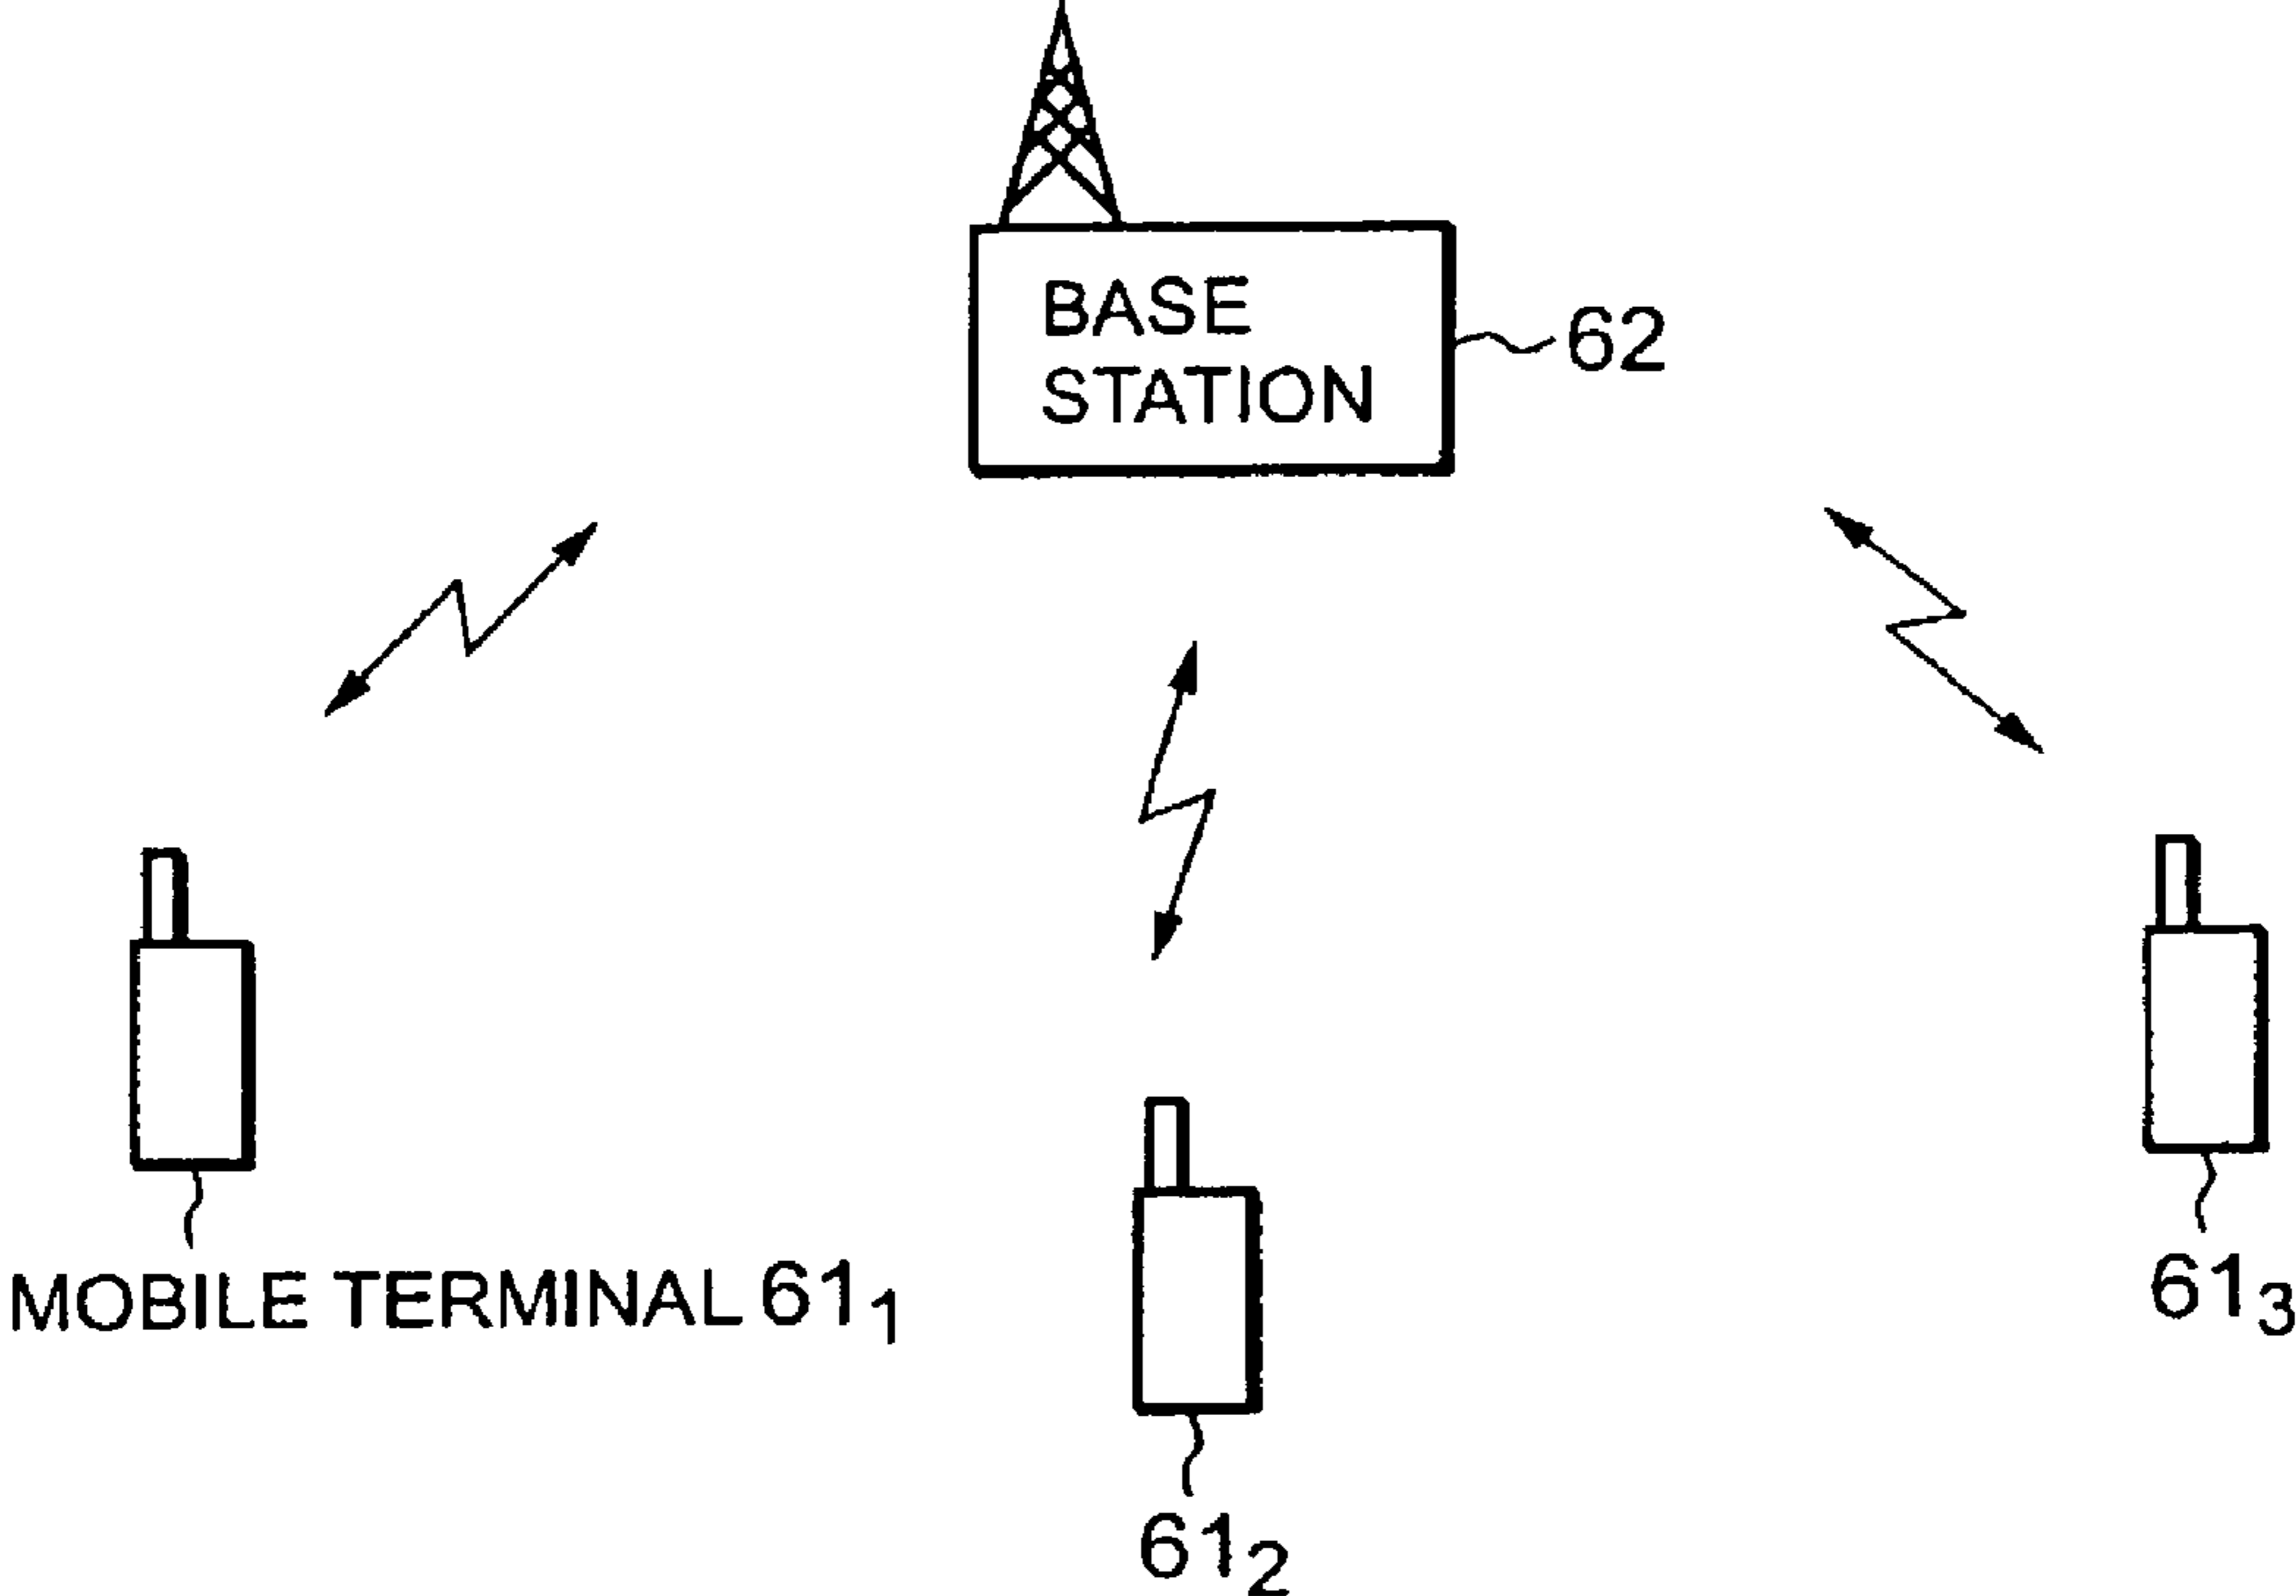 BASE
STATION
62
MOBILE TERMINAL 61₁
61₂
61₃